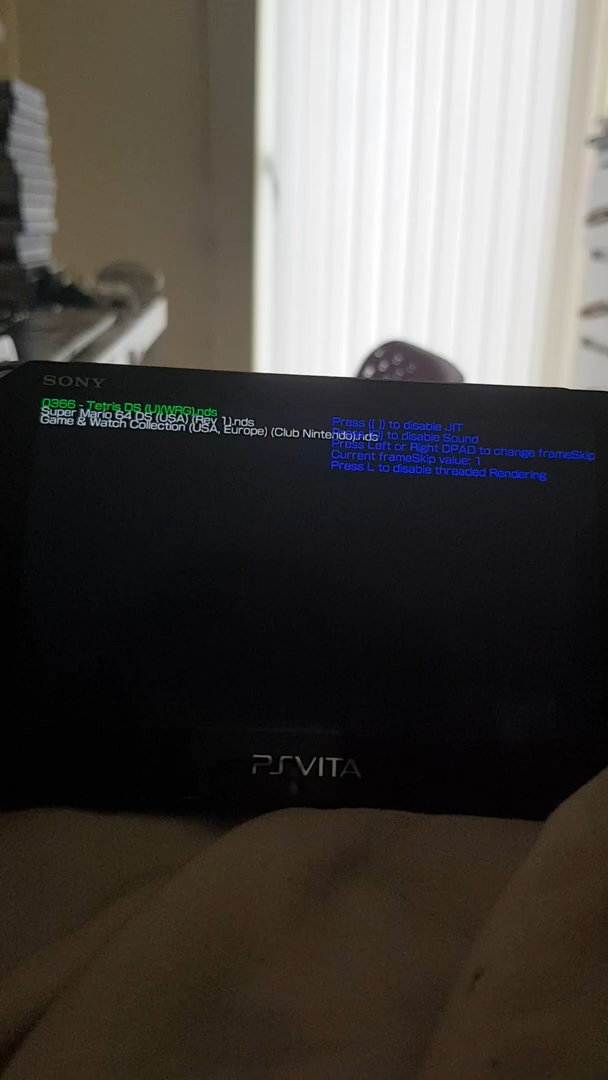 SONY
0366 - Tetris DS (U)(WRG).nds
Super Mario 64 DS (USA) (Rev 1).nds
Game & Watch Collection (USA, Europe) (Club Nintendo).nds
Press ([ ]) to disable JIT
to disable Sound
Press Left or Right DPAD to change frameSkip
Current frameSkip value: 1
Press L to disable threaded Rendering
PSVITA